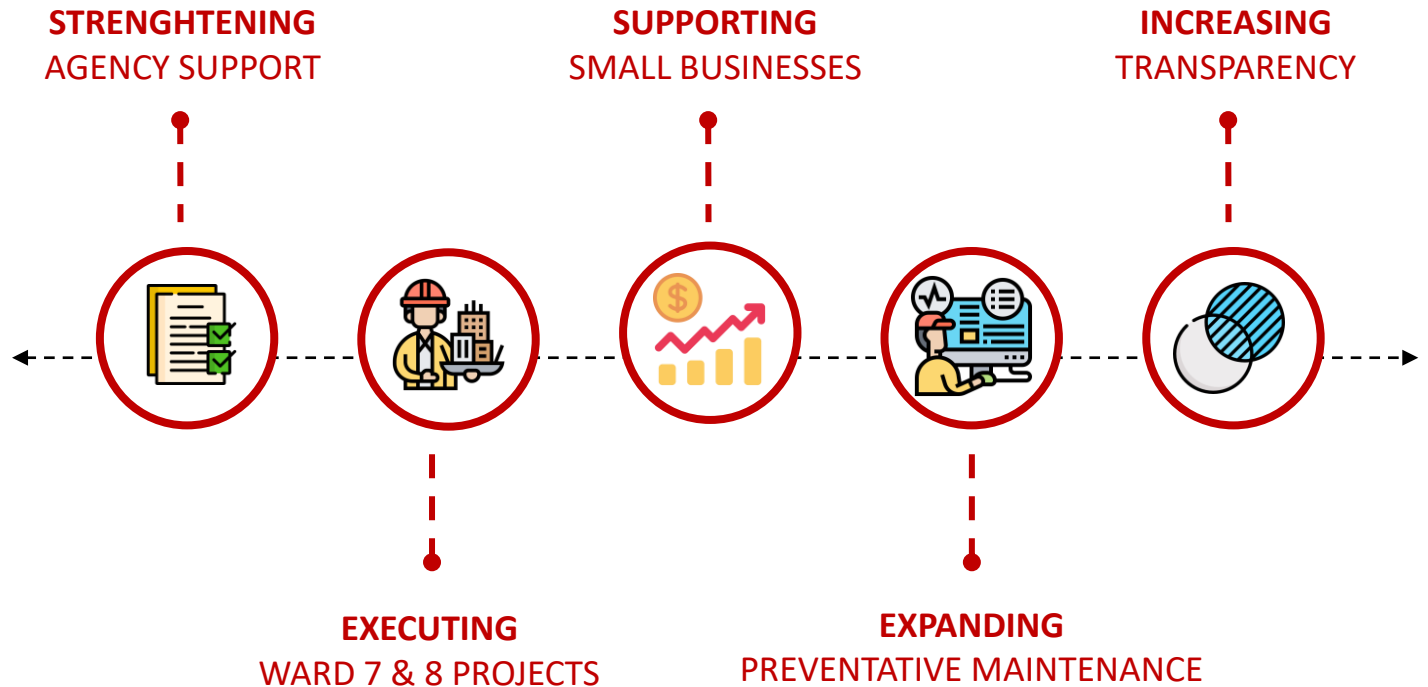 STRENGHTENING
AGENCY SUPPORT
SUPPORTING
SMALL BUSINESSES
INCREASING
TRANSPARENCY
EXECUTING
WARD 7 & 8 PROJECTS
EXPANDING
PREVENTATIVE MAINTENANCE